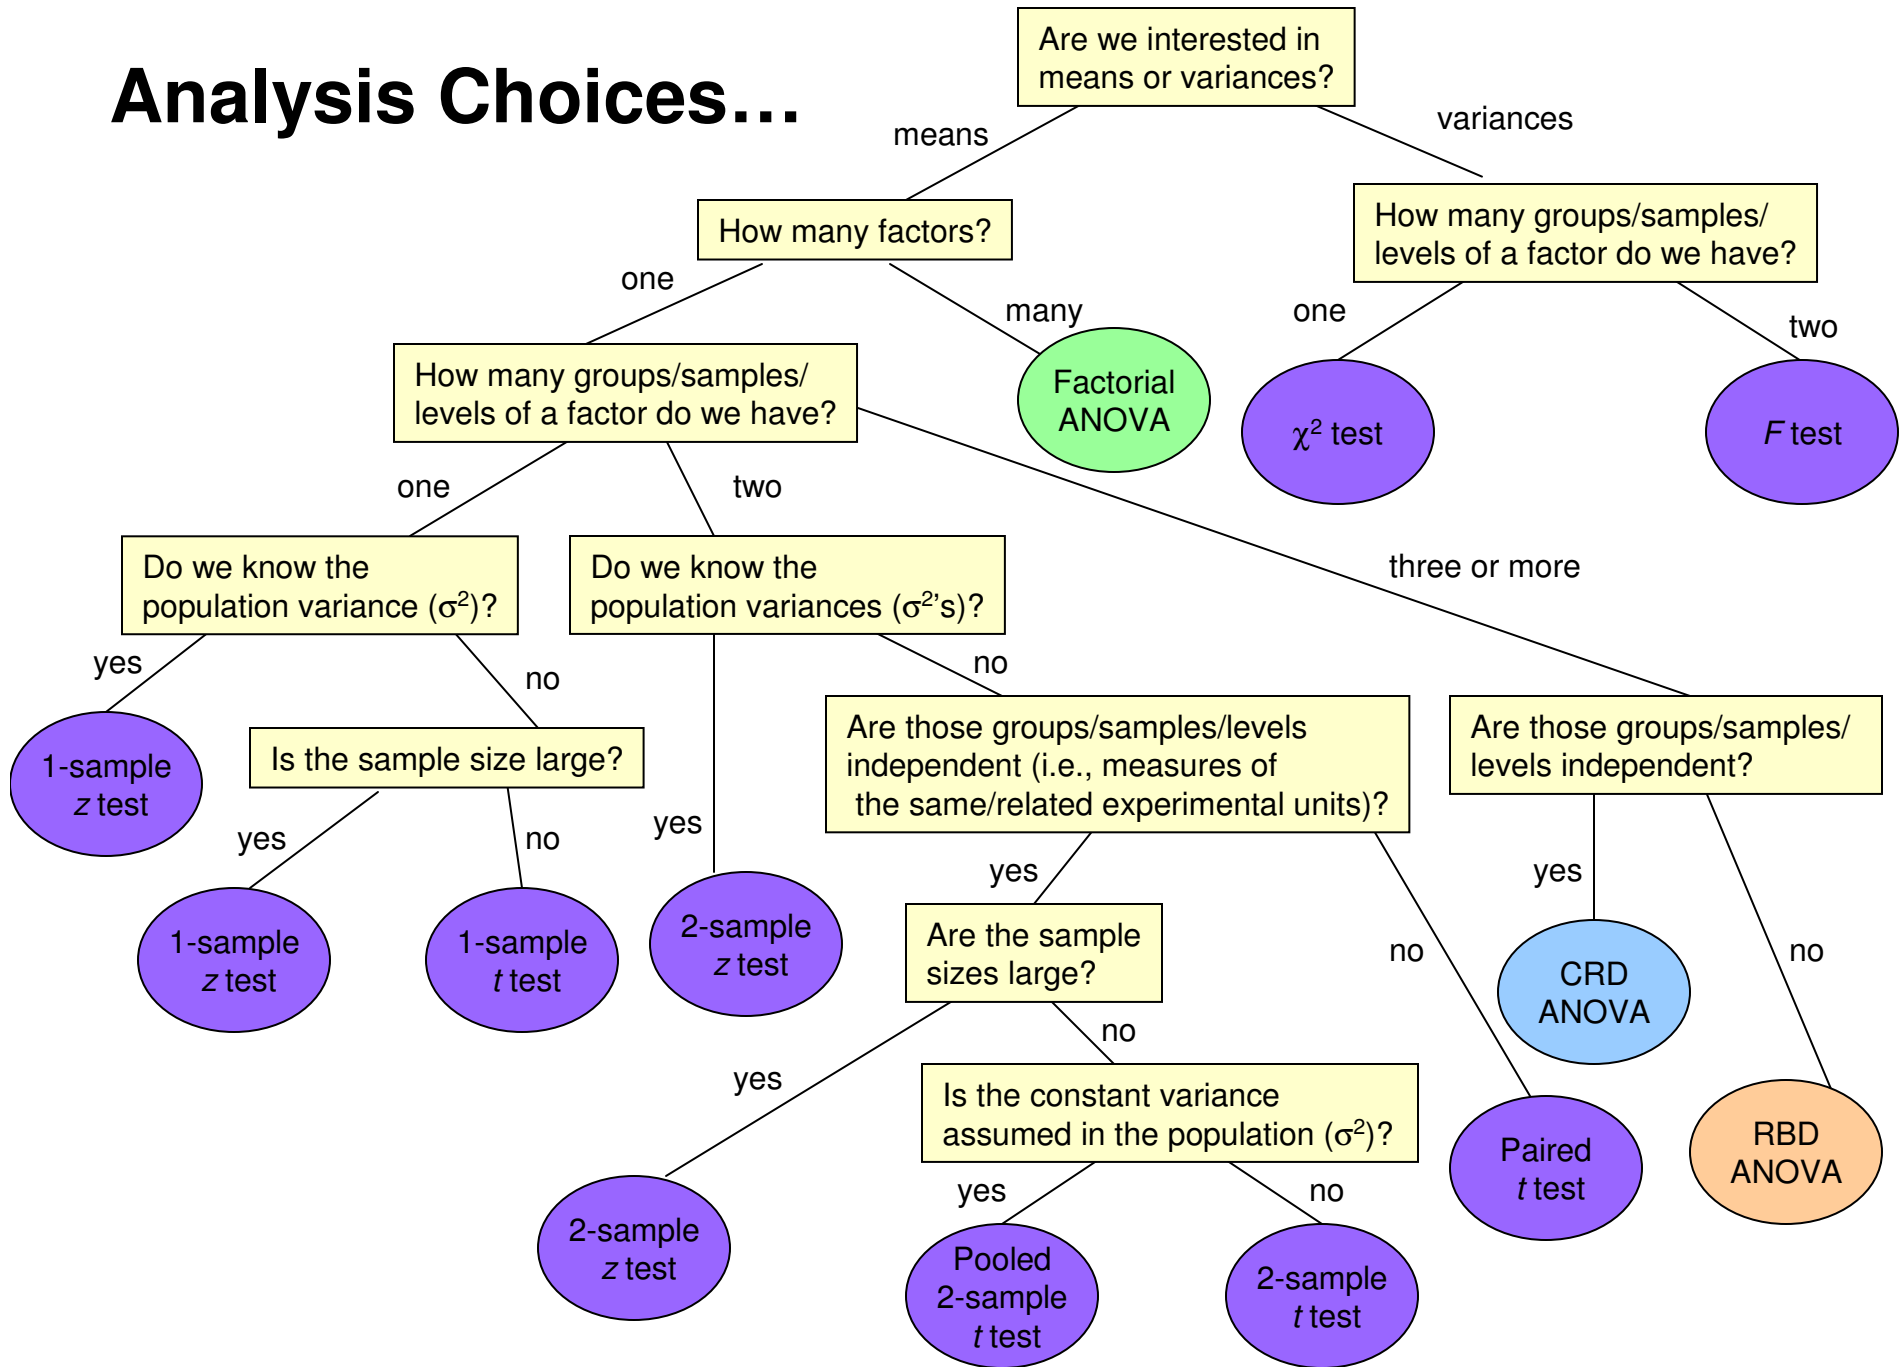 Analysis Choices…
Are we interested in
means or variances?
means
variances
How many factors?
How many groups/samples/
levels of a factor do we have?
one
many
one
two
How many groups/samples/
levels of a factor do we have?
Factorial
ANOVA
χ² test
F test
one
two
three or more
Do we know the
population variance (σ²)?
Do we know the
population variances (σ²'s)?
yes
no
yes
no
1-sample
z test
Is the sample size large?
Are those groups/samples/levels
independent (i.e., measures of
the same/related experimental units)?
Are those groups/samples/
levels independent?
yes
no
yes
no
yes
no
1-sample
z test
1-sample
t test
2-sample
z test
Are the sample
sizes large?
CRD
ANOVA
yes
no
Is the constant variance
assumed in the population (σ²)?
Paired
t test
RBD
ANOVA
yes
no
2-sample
z test
Pooled
2-sample
t test
2-sample
t test